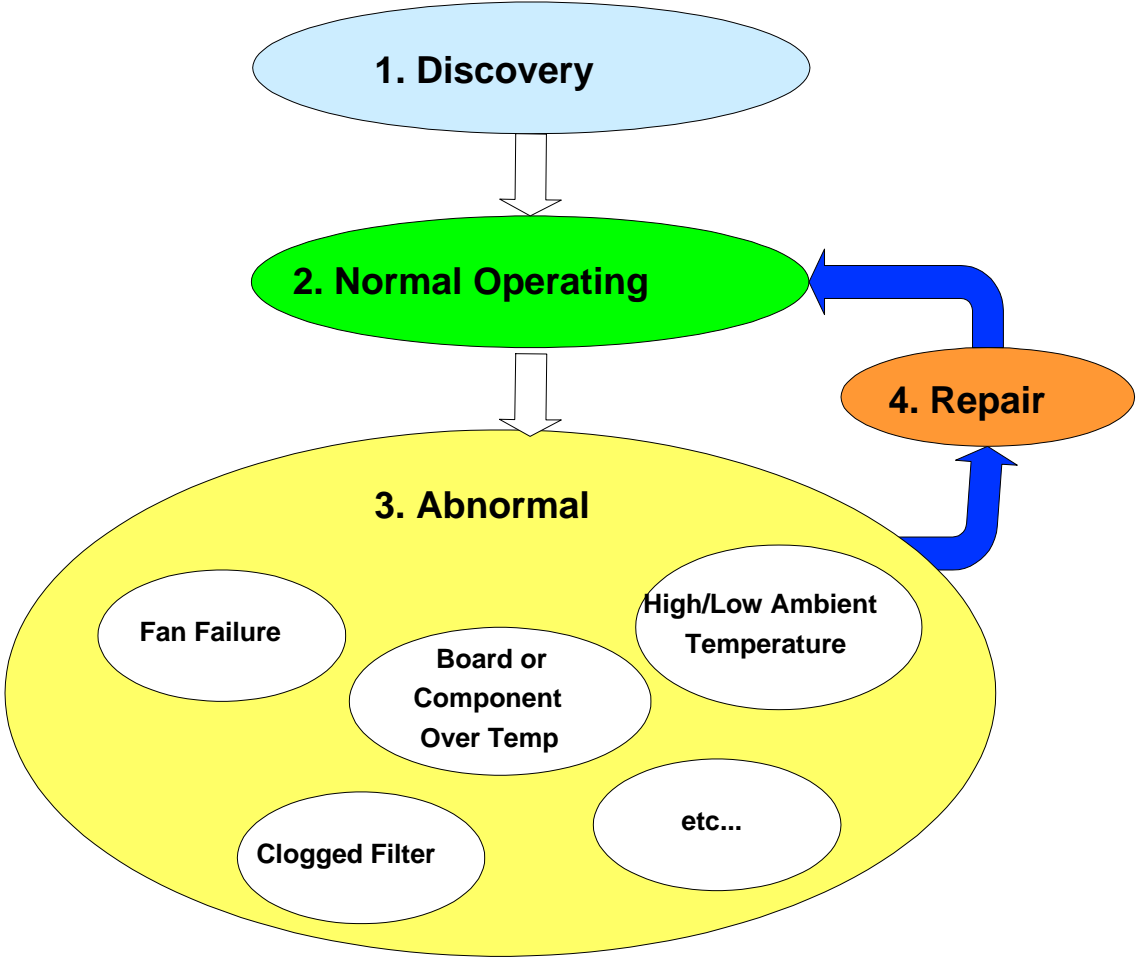 1. Discovery
2. Normal Operating
4. Repair
3. Abnormal
Fan Failure
High/Low Ambient
Temperature
Board or
Component
Over Temp
Clogged Filter
etc...